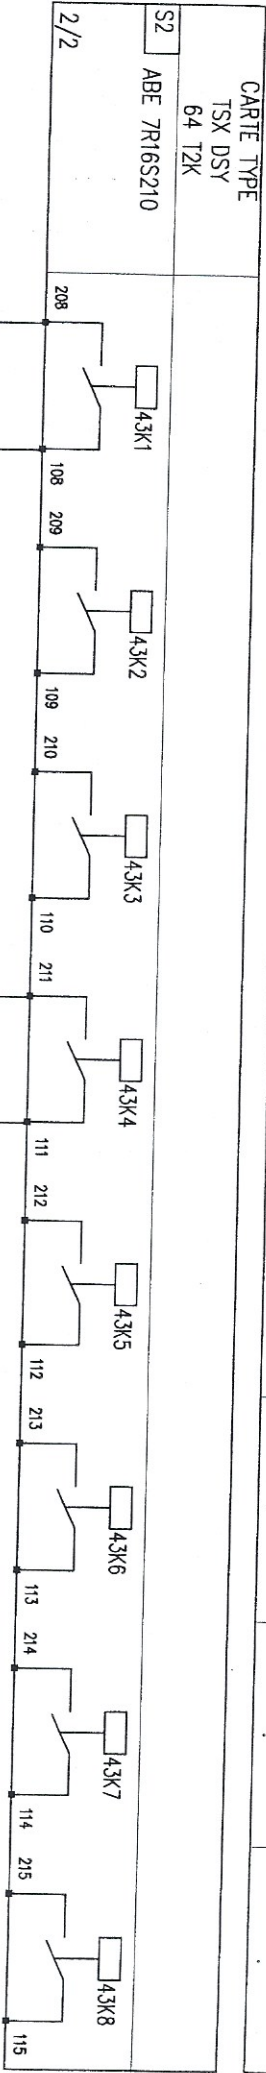 CARTE TYPE
TSX DSY
64 T2K
S2
ABE 7R16S210
2/2
43K1
208
108
43K2
209
109
43K3
210
110
43K4
211
111
43K5
212
112
43K6
213
113
43K7
214
114
43K8
215
115